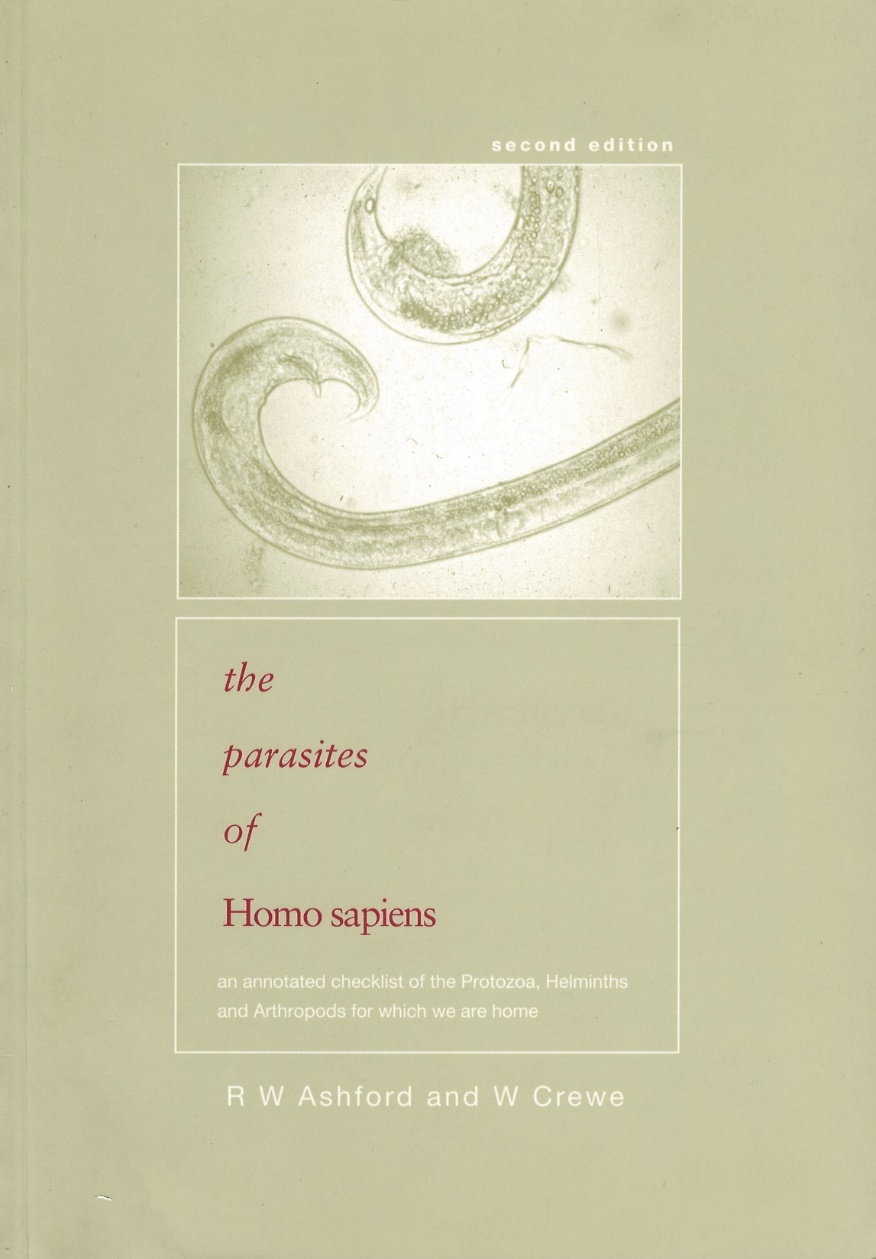 second edition
the
parasites
of
Homo sapiens
an annotated checklist of the Protozoa, Helminths
and Arthropods for which we are home
R W Ashford and W Crewe